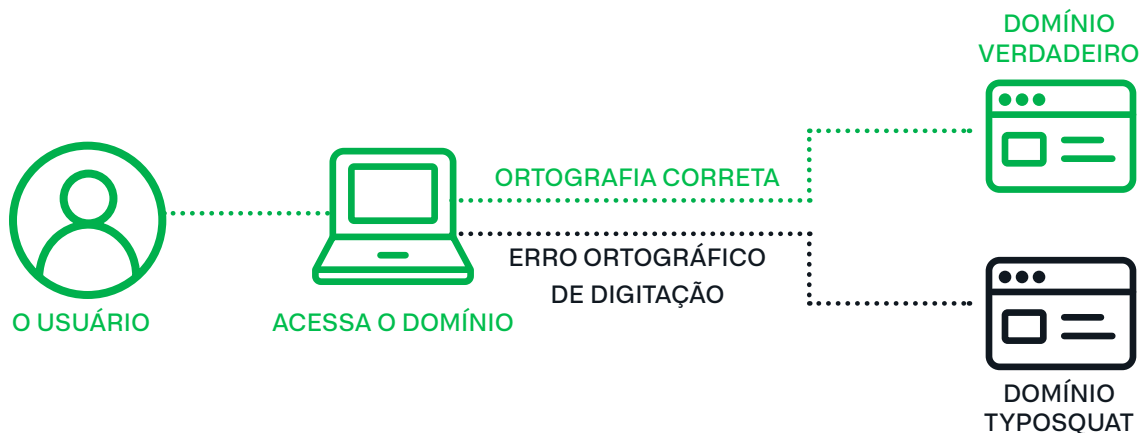 DOMÍNIO
VERDADEIRO
ORTOGRAFIA CORRETA
ERRO ORTOGRÁFICO
DE DIGITAÇÃO
O USUÁRIO
ACESSA O DOMÍNIO
DOMÍNIO
TYPOSQUAT